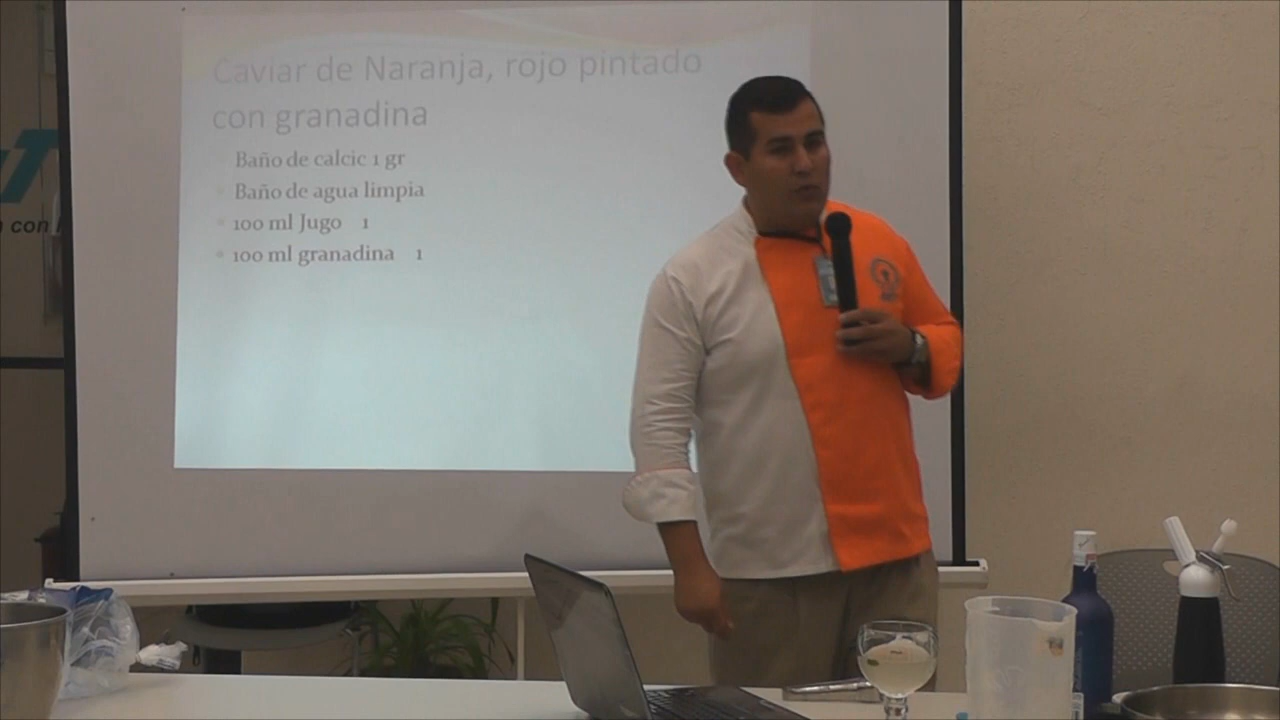 Caviar de Naranja, rojo pintado
con granadina
Baño de calcic 1 gr
Baño de agua limpia
100 ml Jugo 1
100 ml granadina 1
con